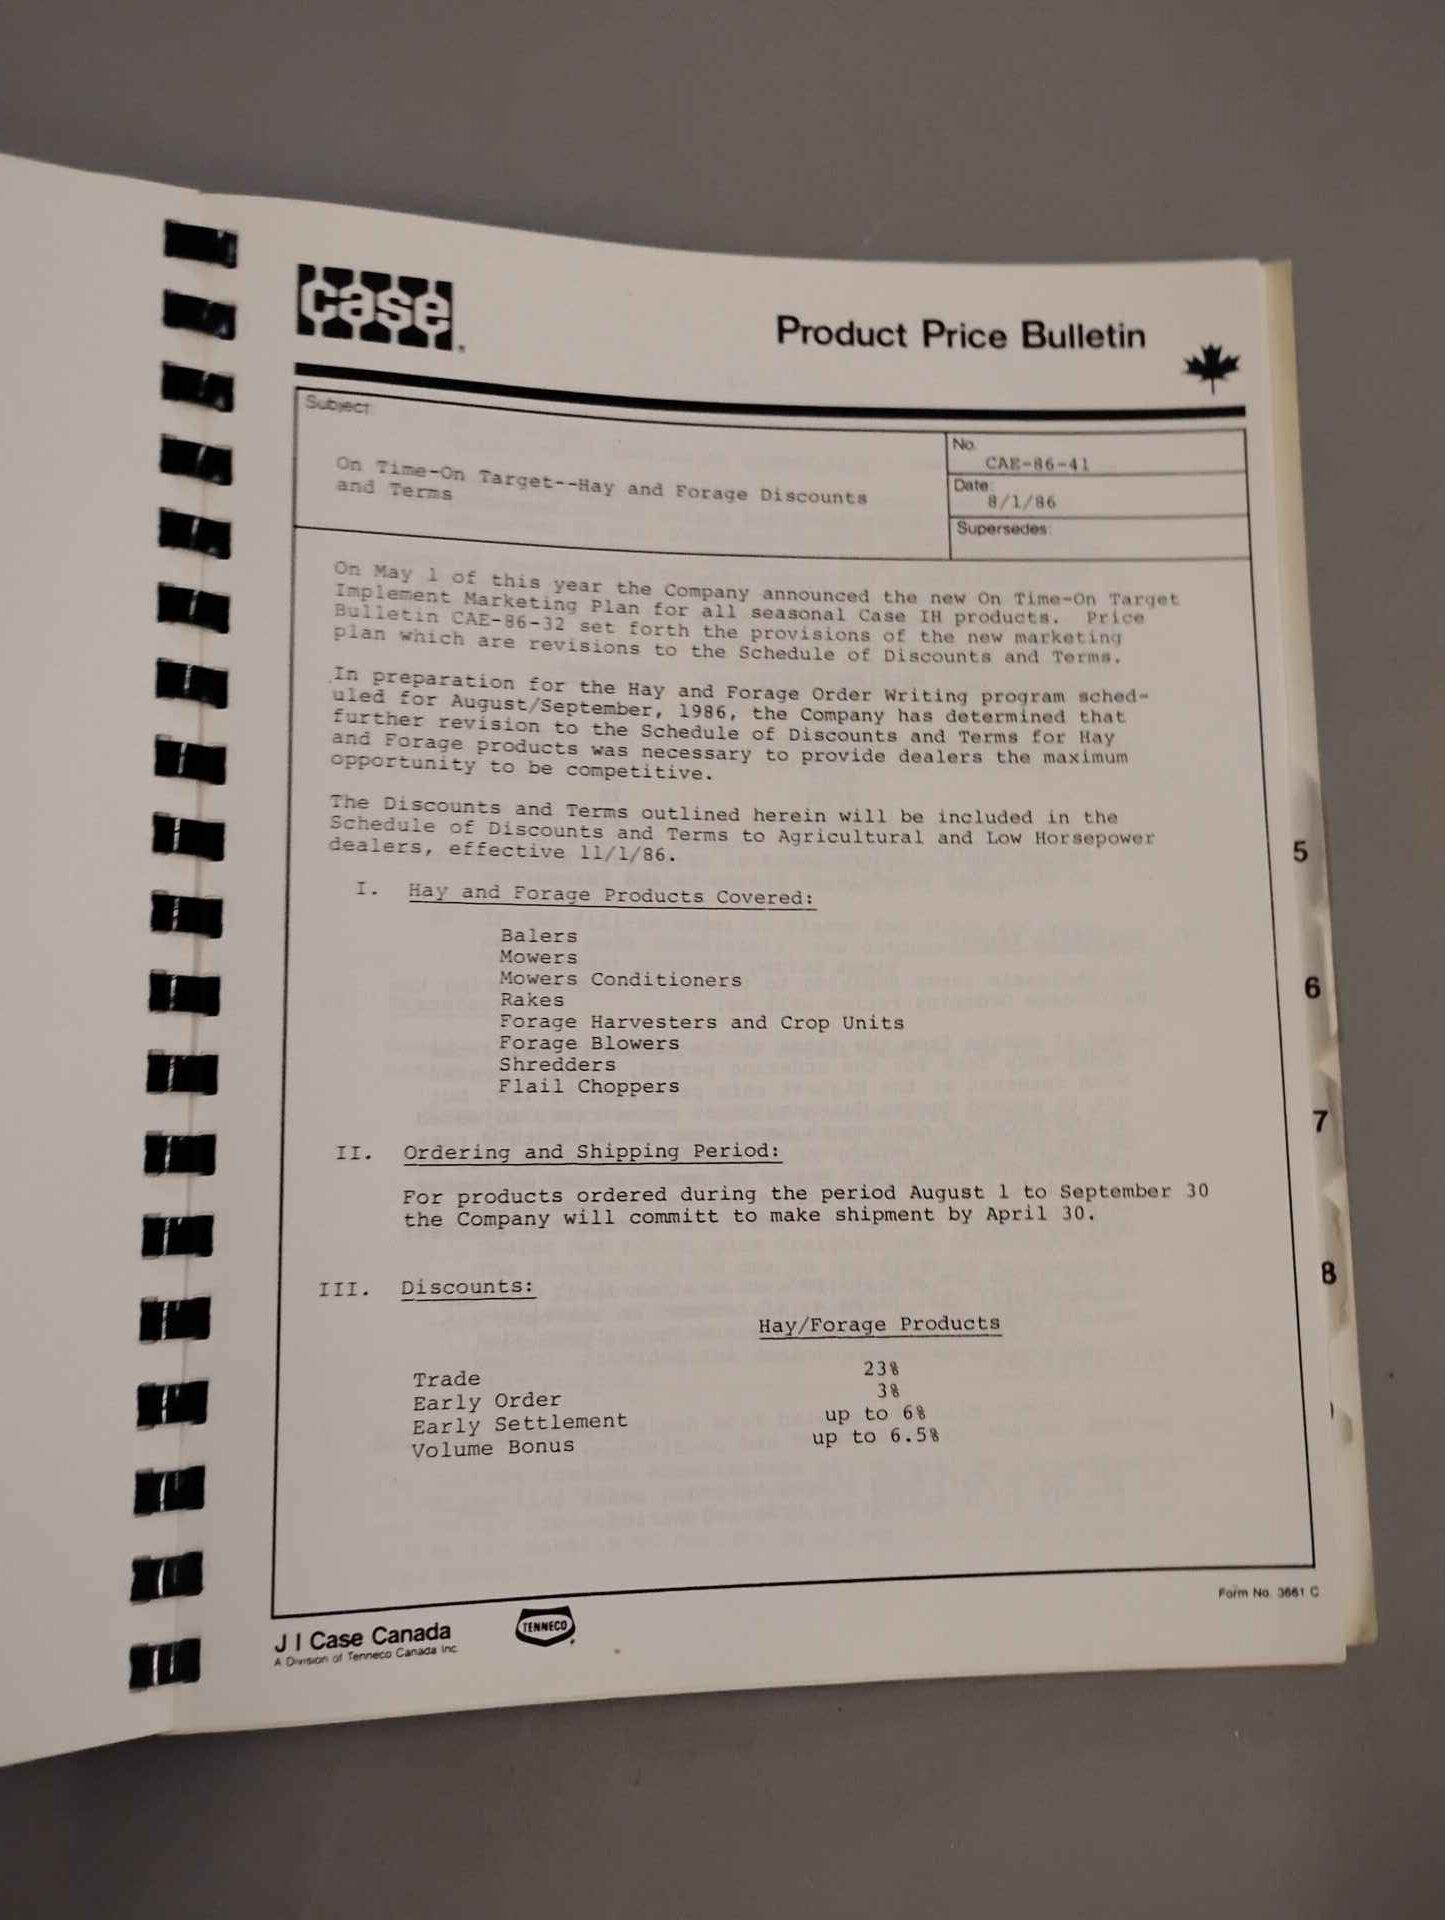 case
Product Price Bulletin
Subject:
On Time-On Target--Hay and Forage Discounts
and Terms
No.
CAE-86-41
Date:
8/1/86
Supersedes:
On May 1 of this year the Company announced the new On Time-On Target
Implement Marketing Plan for all seasonal Case IH products. Price
Bulletin CAE-86-32 set forth the provisions of the new marketing
plan which are revisions to the Schedule of Discounts and Terms.
In preparation for the Hay and Forage Order Writing program sched-
uled for August/September, 1986, the Company has determined that
further revision to the Schedule of Discounts and Terms for Hay
and Forage products was necessary to provide dealers the maximum
opportunity to be competitive.
The Discounts and Terms outlined herein will be included in the
Schedule of Discounts and Terms to Agricultural and Low Horsepower
dealers, effective 11/1/86.
I. Hay and Forage Products Covered:
Balers
Mowers
Mowers Conditioners
Rakes
Forage Harvesters and Crop Units
Forage Blowers
Shredders
Flail Choppers
II. Ordering and Shipping Period:
For products ordered during the period August 1 to September 30
the Company will committ to make shipment by April 30.
III. Discounts:
Hay/Forage Products
Trade 23%
Early Order 3%
Early Settlement up to 6%
Volume Bonus up to 6.5%
Form No. 3661 C
J I Case Canada
A Division of Tenneco Canada Inc.
TENNECO
5
6
7
8